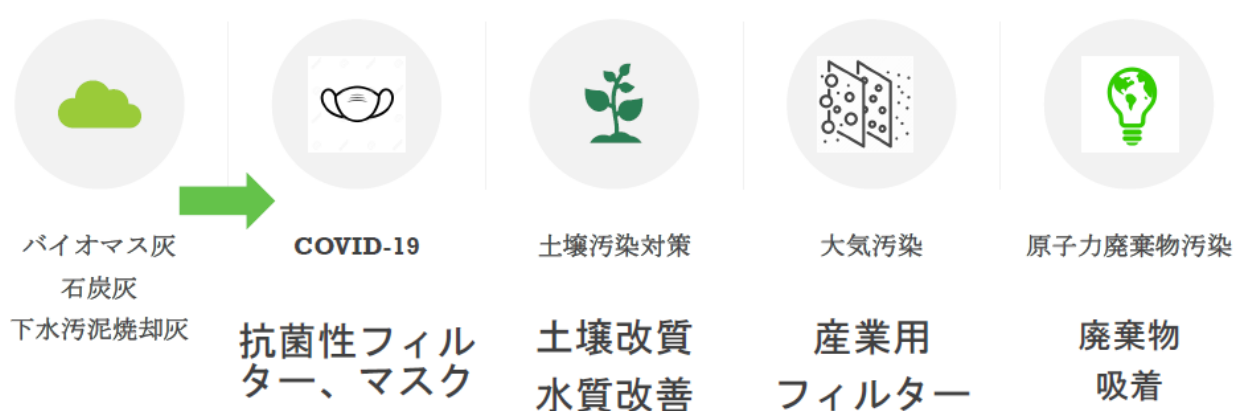 バイオマス灰
石炭灰
下水汚泥焼却灰
COVID-19
抗菌性フィル
ター、マスク
土壌汚染対策
土壌改質
水質改善
大気汚染
産業用
フィルター
原子力廃棄物汚染
廃棄物
吸着